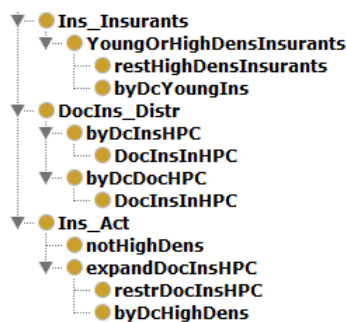 Ins_Insurants
YoungOrHighDensInsurants
restHighDensInsurants
byDcYoungIns
DocIns_Distr
byDcInsHPC
DocInsInHPC
byDcDocHPC
DocInsInHPC
Ins_Act
notHighDens
expandDocInsHPC
restrDocInsHPC
byDcHighDens